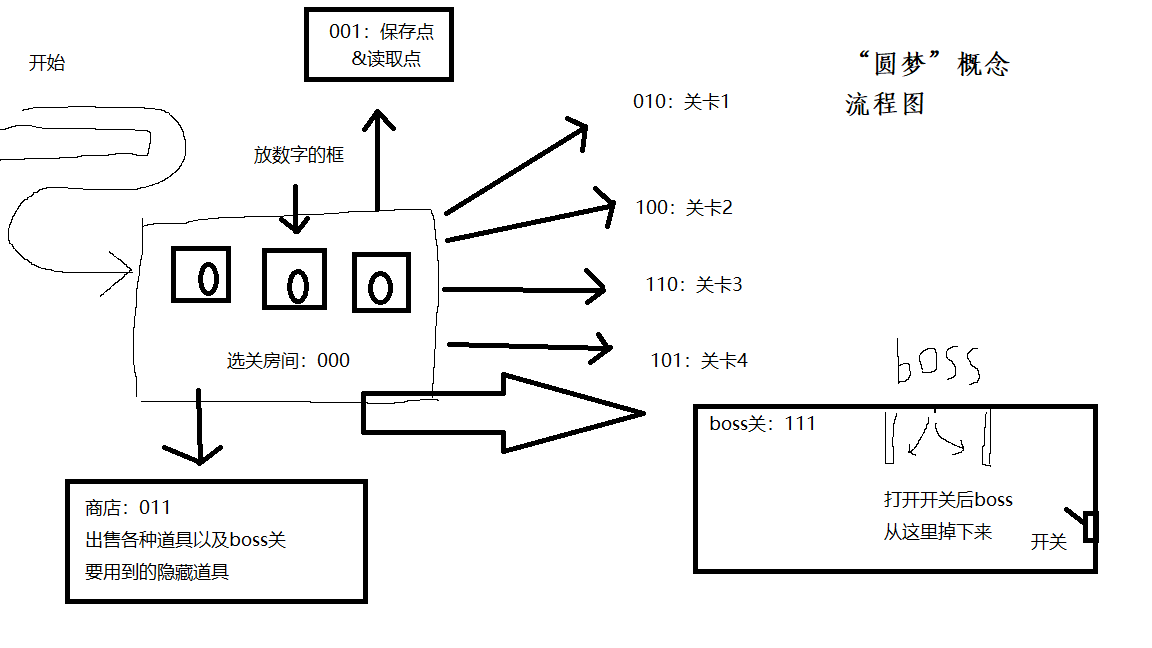 001：保存点
&读取点
开始
“圆梦”概念
流程图
010：关卡1
放数字的框
100：关卡2
0 0 0
110：关卡3
选关房间：000
101：关卡4
boss
boss关：111
商店：011
出售各种道具以及boss关
要用到的隐藏道具
打开开关后boss
从这里掉下来
开关